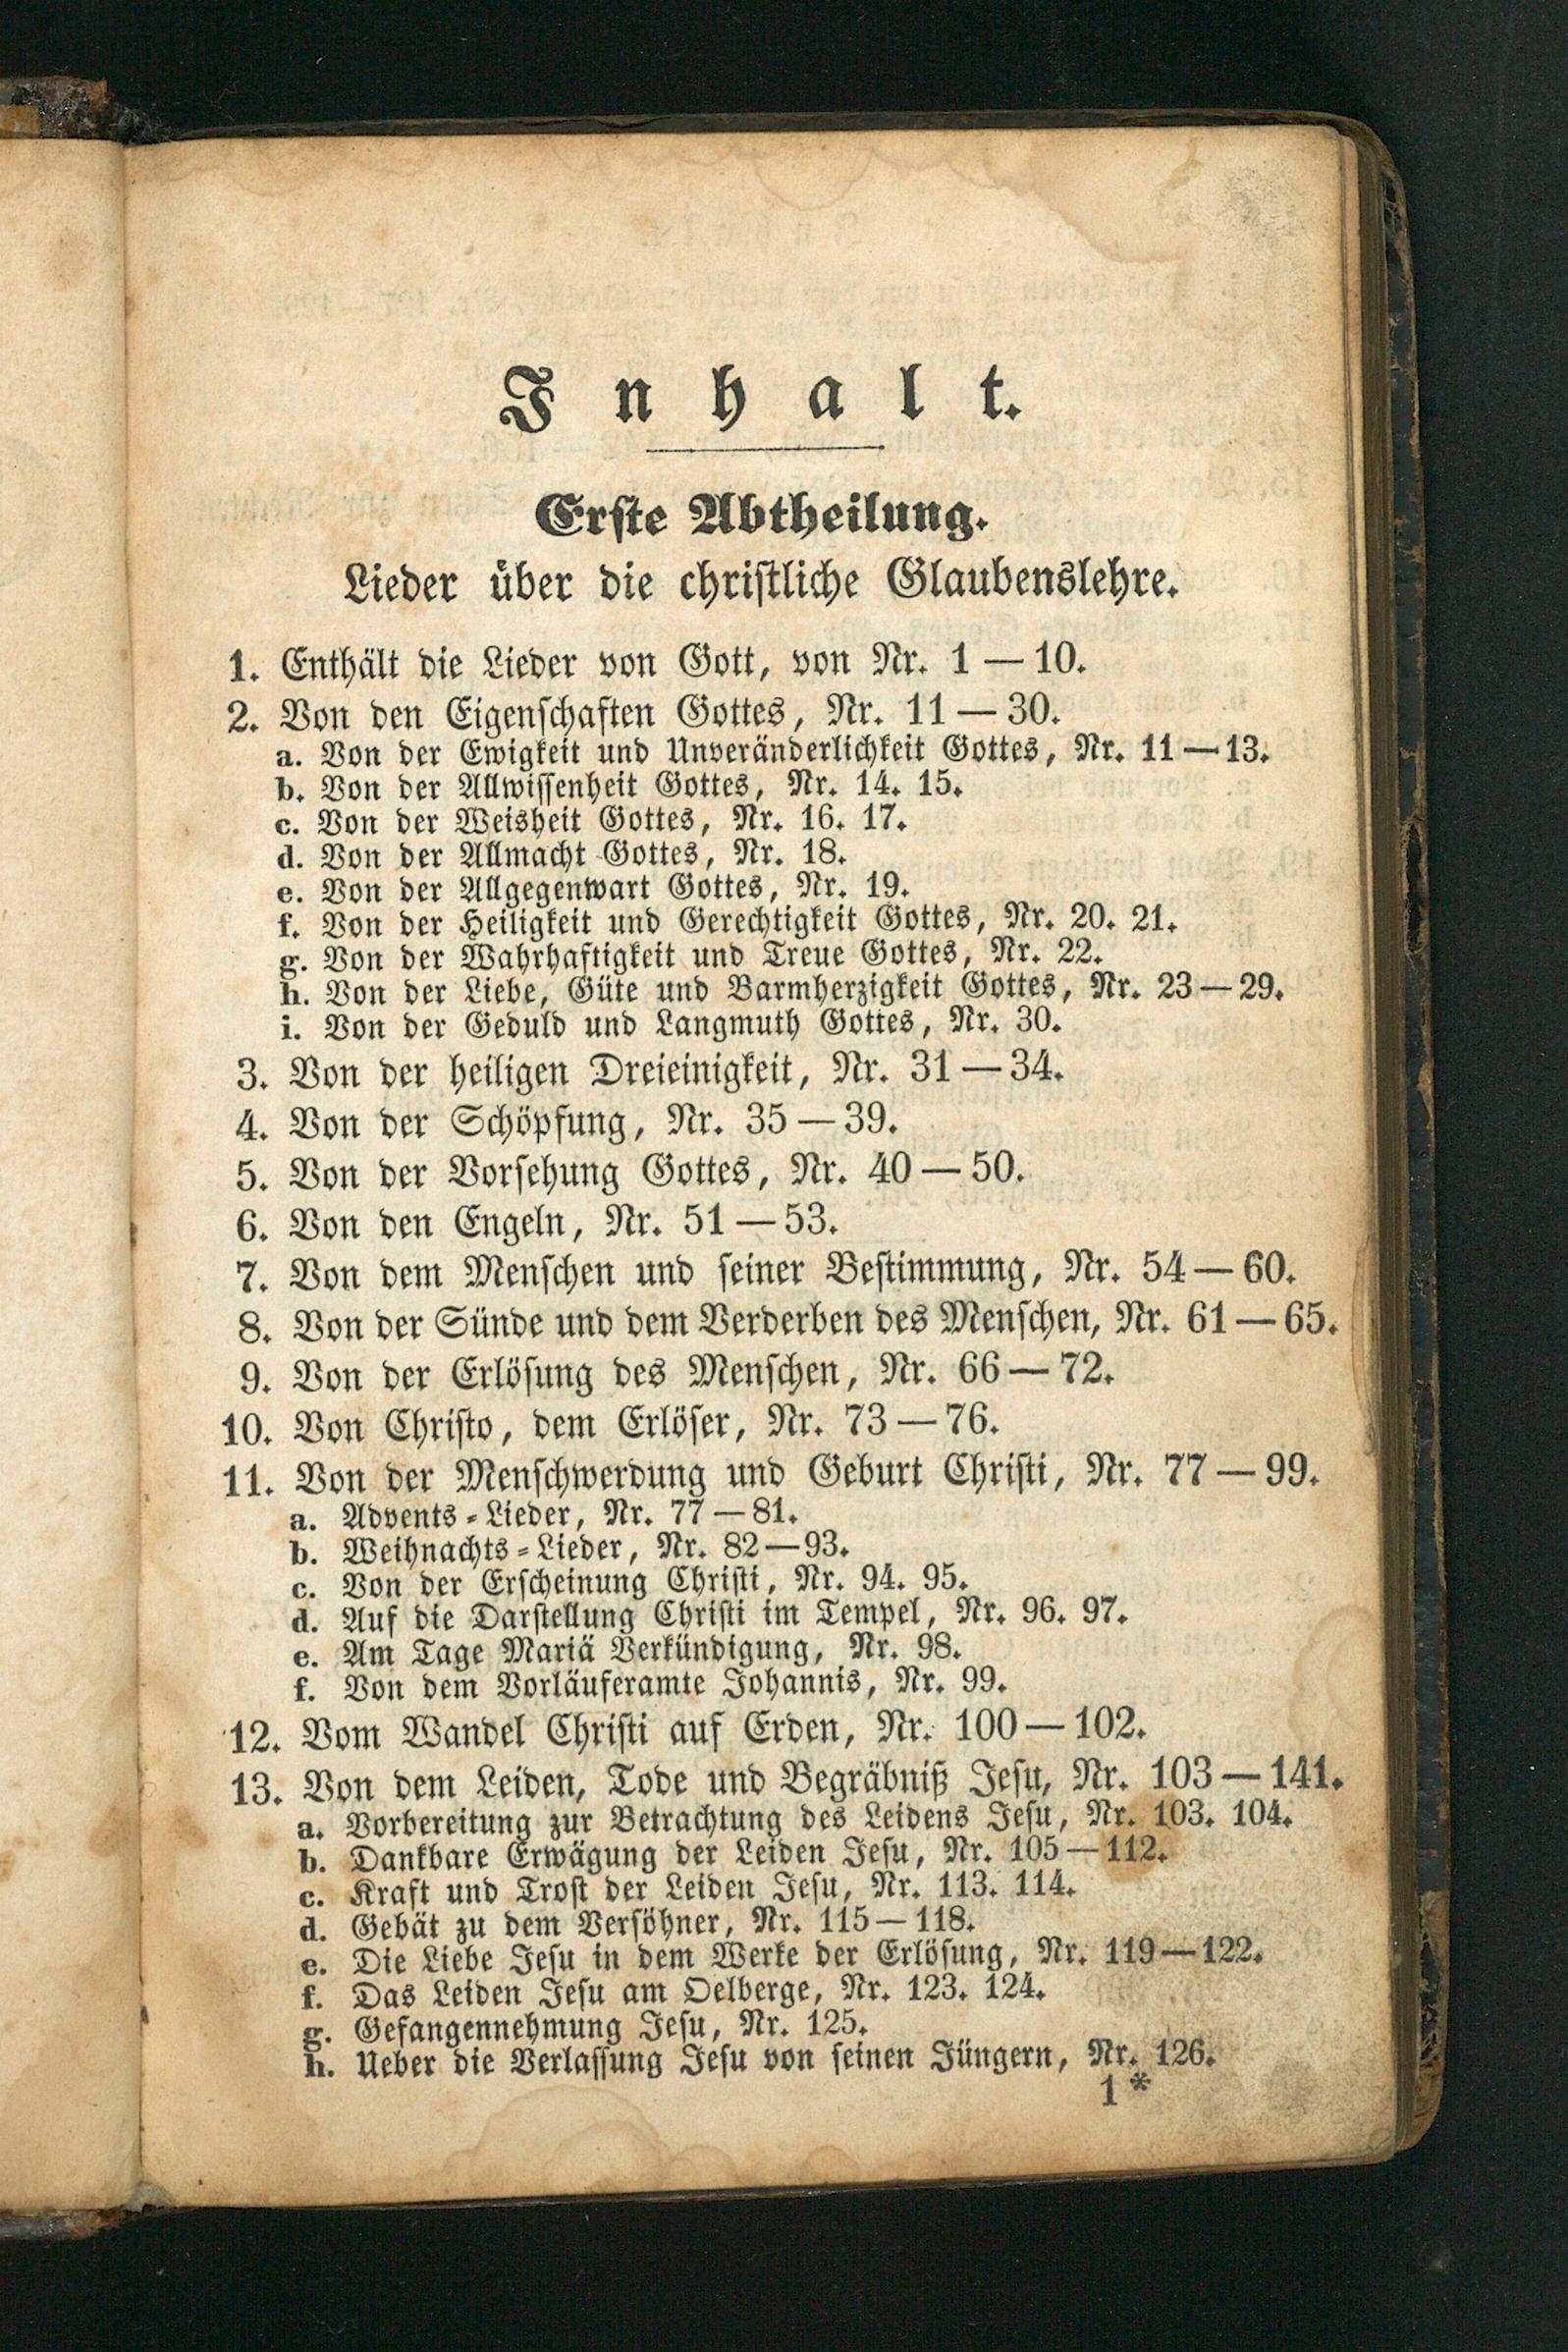 Inhalt.
Erste Abtheilung.
Lieder über die christliche Glaubenslehre.
1. Enthält die Lieder von Gott, von Nr. 1 — 10.
2. Von den Eigenschaften Gottes, Nr. 11 — 30.
a. Von der Ewigkeit und Unveränderlichkeit Gottes, Nr. 11 — 13.
b. Von der Allwissenheit Gottes, Nr. 14. 15.
c. Von der Weisheit Gottes, Nr. 16. 17.
d. Von der Allmacht Gottes, Nr. 18.
e. Von der Allgegenwart Gottes, Nr. 19.
f. Von der Heiligkeit und Gerechtigkeit Gottes, Nr. 20. 21.
g. Von der Wahrhaftigkeit und Treue Gottes, Nr. 22.
h. Von der Liebe, Güte und Barmherzigkeit Gottes, Nr. 23 — 29.
i. Von der Geduld und Langmuth Gottes, Nr. 30.
3. Von der heiligen Dreieinigkeit, Nr. 31 — 34.
4. Von der Schöpfung, Nr. 35 — 39.
5. Von der Vorsehung Gottes, Nr. 40 — 50.
6. Von den Engeln, Nr. 51 — 53.
7. Von dem Menschen und seiner Bestimmung, Nr. 54 — 60.
8. Von der Sünde und dem Verderben des Menschen, Nr. 61 — 65.
9. Von der Erlösung des Menschen, Nr. 66 — 72.
10. Von Christo, dem Erlöser, Nr. 73 — 76.
11. Von der Menschwerdung und Geburt Christi, Nr. 77 — 99.
a. Advents-Lieder, Nr. 77 — 81.
b. Weihnachts-Lieder, Nr. 82 — 93.
c. Von der Erscheinung Christi, Nr. 94. 95.
d. Auf die Darstellung Christi im Tempel, Nr. 96. 97.
e. Am Tage Mariä Verkündigung, Nr. 98.
f. Von dem Vorläuferamte Johannis, Nr. 99.
12. Vom Wandel Christi auf Erden, Nr. 100 — 102.
13. Von dem Leiden, Tode und Begräbniß Jesu, Nr. 103 — 141.
a. Vorbereitung zur Betrachtung des Leidens Jesu, Nr. 103. 104.
b. Dankbare Erwägung der Leiden Jesu, Nr. 105 — 112.
c. Kraft und Trost der Leiden Jesu, Nr. 113. 114.
d. Gebät zu dem Versöhner, Nr. 115 — 118.
e. Die Liebe Jesu in dem Werke der Erlösung, Nr. 119 — 122.
f. Das Leiden Jesu am Oelberge, Nr. 123. 124.
g. Gefangennehmung Jesu, Nr. 125.
h. Ueber die Verlassung Jesu von seinen Jüngern, Nr. 126.
1 *